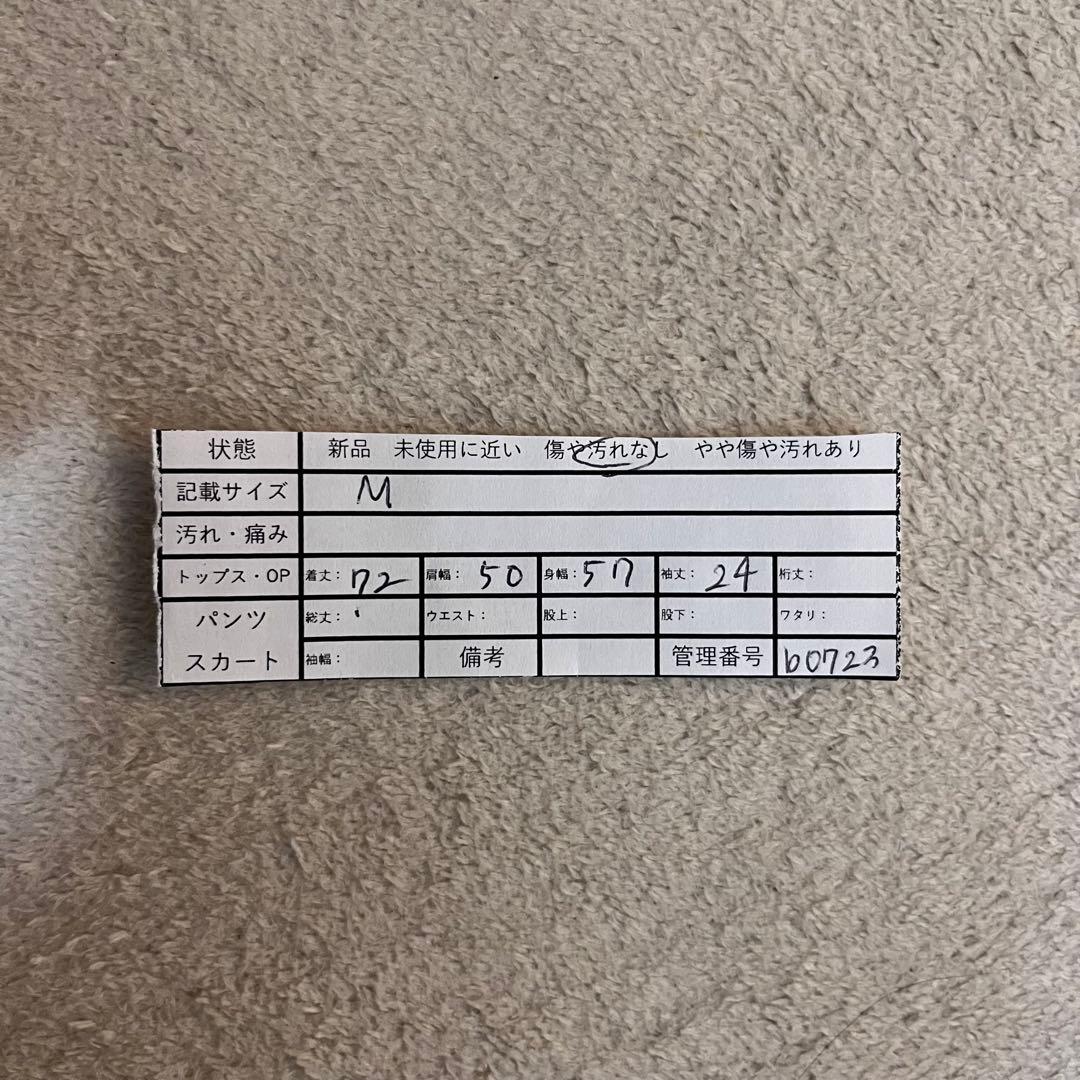 状態 新品 未使用に近い 傷や汚れなし やや傷や汚れあり
記載サイズ M
汚れ・痛み
トップス・OP 着丈: 72 肩幅: 50 身幅: 57 袖丈: 24 裄丈:
パンツ 総丈: ウエスト: 股上: 股下: ワタリ:
スカート 袖幅: 備考 管理番号 b0723